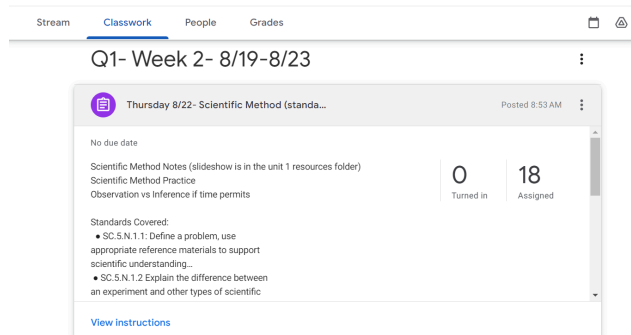 Stream Classwork People Grades
Q1- Week 2- 8/19-8/23
Thursday 8/22- Scientific Method (standa... Posted 8:53 AM
No due date
Scientific Method Notes (slideshow is in the unit 1 resources folder)
Scientific Method Practice
Observation vs Inference if time permits
0 18
Turned in Assigned
Standards Covered:
● SC.5.N.1.1: Define a problem, use
appropriate reference materials to support
scientific understanding...
● SC.5.N.1.2 Explain the difference between
an experiment and other types of scientific
View instructions